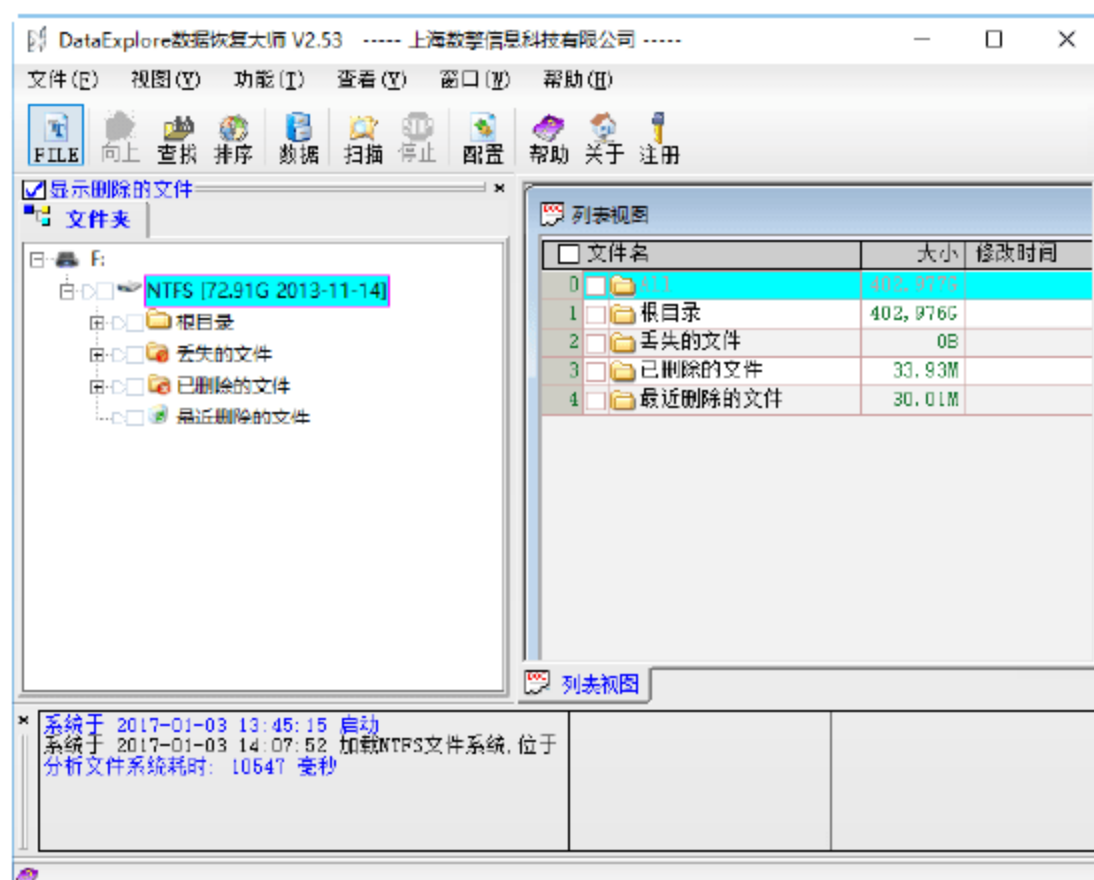 DataExplore数据恢复大师 V2.53 ----- 上海数擎信息科技有限公司 -----
文件(F) 视图(V) 功能(T) 查看(V) 窗口(W) 帮助(H)
FILE 向上 查找 排序 数据 扫描 停止 配置 帮助 关于 注册
显示删除的文件
文件夹
F:
NTFS [72.91G 2013-11-14]
根目录
丢失的文件
已删除的文件
最近删除的文件
列表视图
文件名 大小 修改时间
0 All 402,977G
1 根目录 402,976G
2 丢失的文件 0B
3 已删除的文件 33.93M
4 最近删除的文件 30.01M
列表视图
系统于 2017-01-03 13:45:15 启动
系统于 2017-01-03 14:07:52 加载NTFS文件系统,位于
分析文件系统耗时: 10547 毫秒